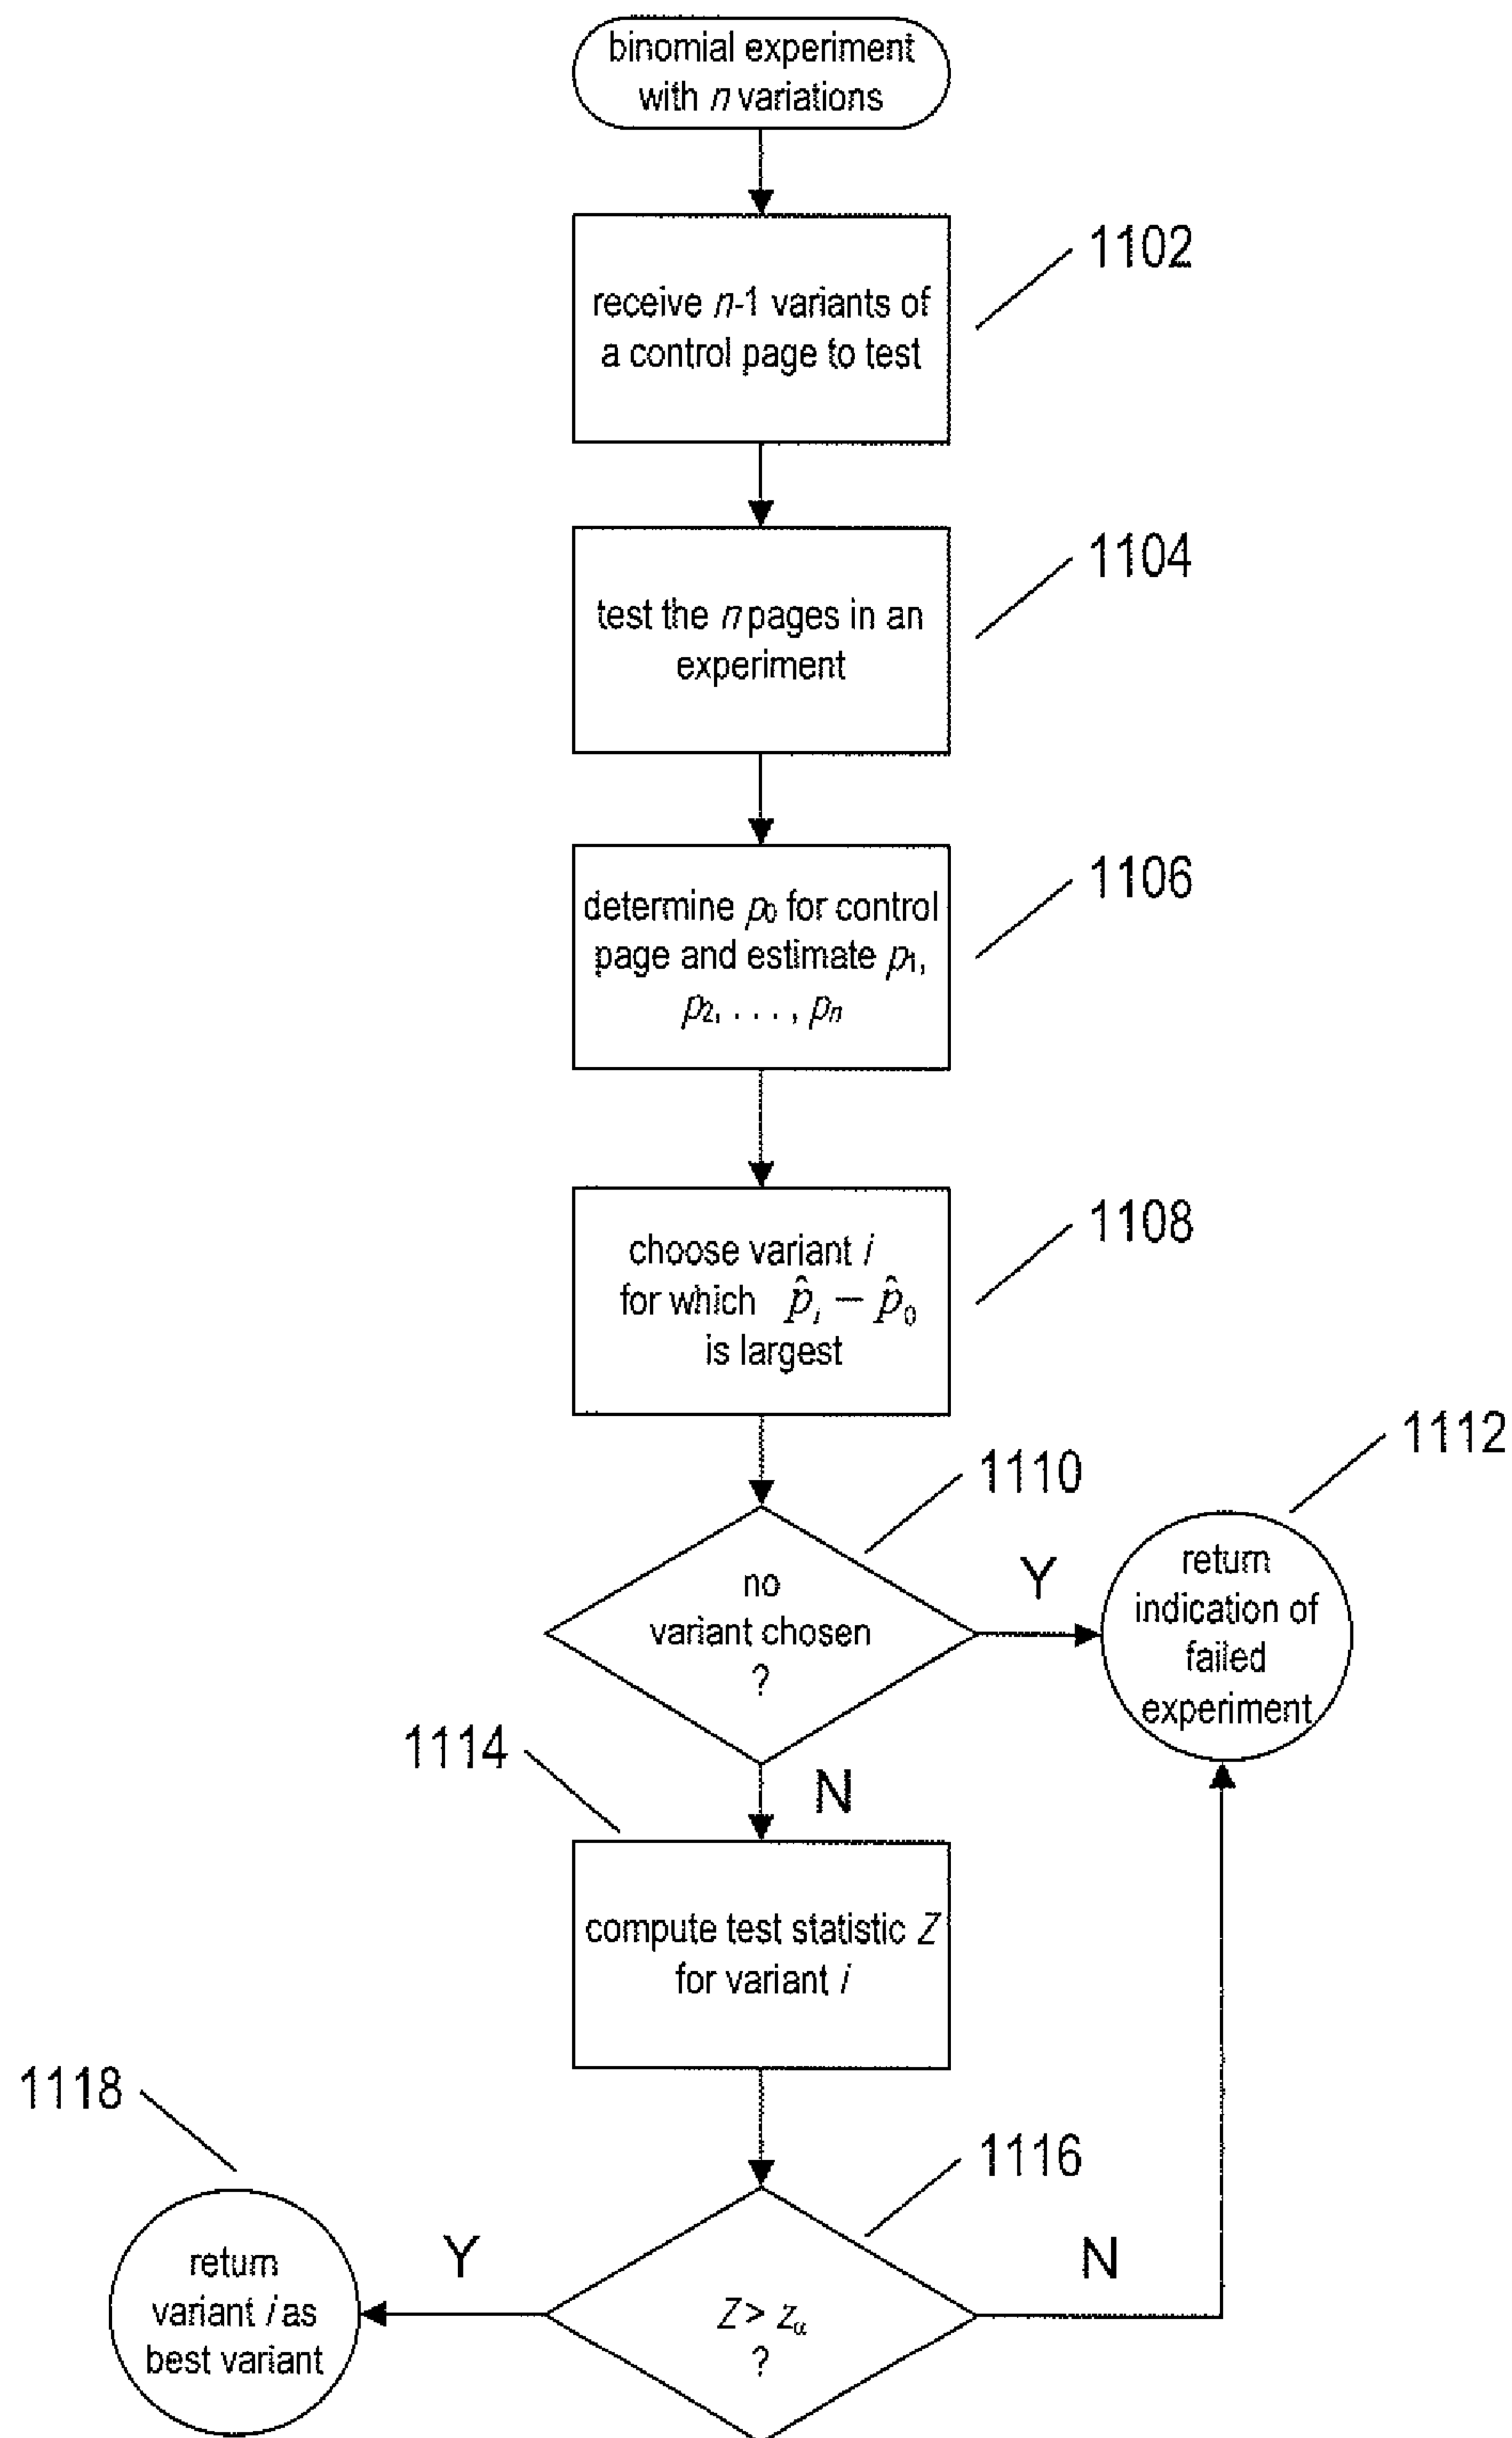 binomial experiment
with n variations
1102
receive n-1 variants of
a control page to test
1104
test the n pages in an
experiment
1106
determine p₀ for control
page and estimate p₁,
p₂, . . . , pₙ
1108
choose variant i
for which p̂ᵢ – p̂₀
is largest
1110
1112
no
variant chosen
?
Y
return
indication of
failed
experiment
1114
N
compute test statistic Z
for variant i
1118
1116
Y
N
return
variant i as
best variant
Z > zα
?